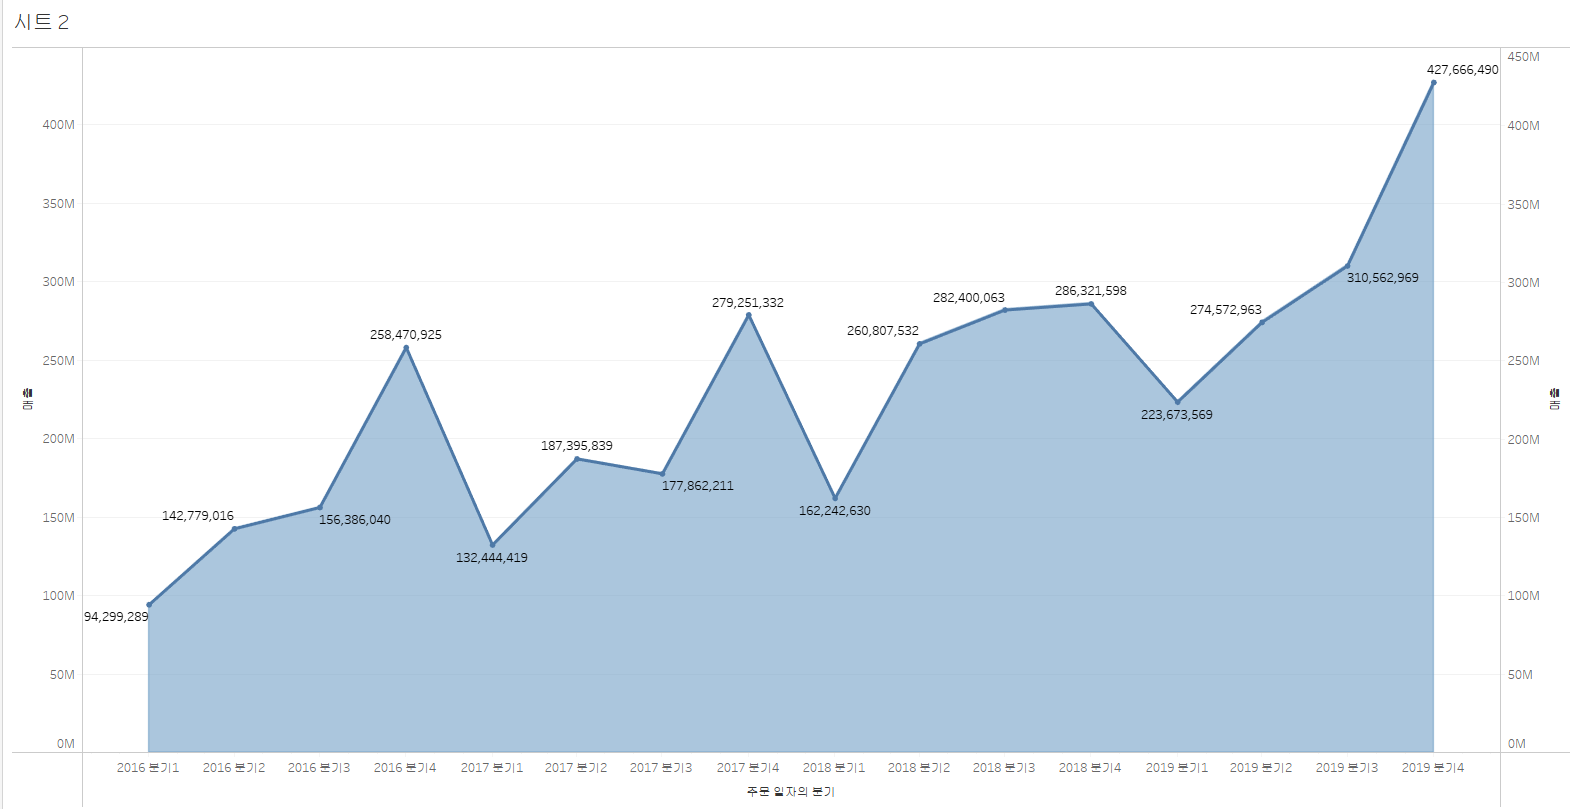 시트 2
450M
400M
350M
300M
250M
200M
150M
100M
50M
0M
400M
350M
300M
250M
200M
150M
100M
50M
0M
매출
매출
94,299,289
142,779,016
156,386,040
258,470,925
132,444,419
187,395,839
177,862,211
279,251,332
162,242,630
260,807,532
282,400,063
286,321,598
223,673,569
274,572,963
310,562,969
427,666,490
2016 분기1
2016 분기2
2016 분기3
2016 분기4
2017 분기1
2017 분기2
2017 분기3
2017 분기4
2018 분기1
2018 분기2
2018 분기3
2018 분기4
2019 분기1
2019 분기2
2019 분기3
2019 분기4
주문 일자의 분기